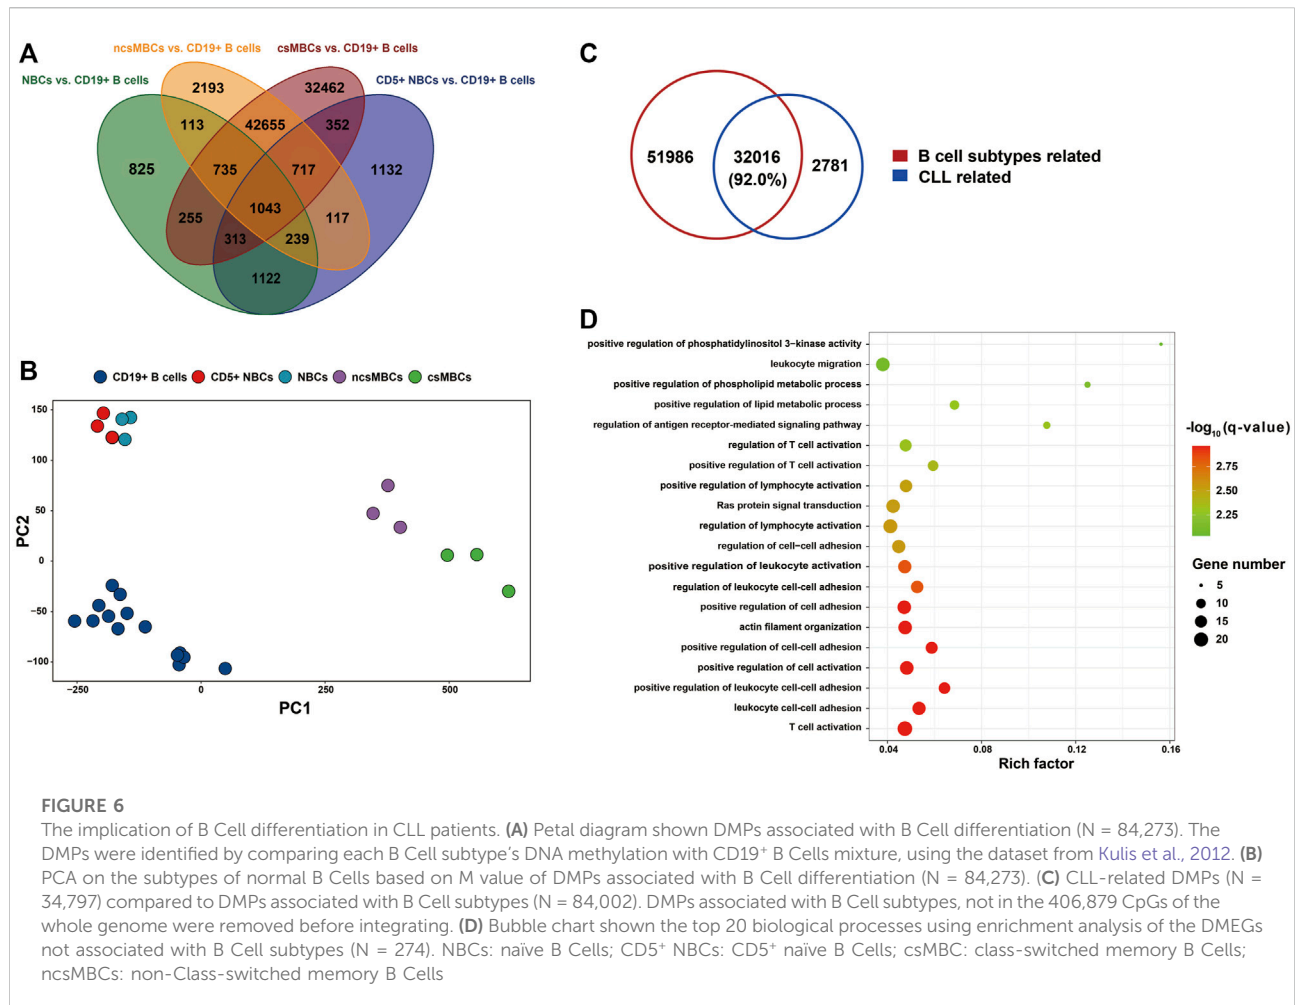 A
ncsMBCs vs. CD19+ B cells
csMBCs vs. CD19+ B cells
NBCs vs. CD19+ B cells
CD5+ NBCs vs. CD19+ B cells
2193
32462
113
42655
352
825
735
717
1132
255
1043
117
313
239
1122
B
CD19+ B cells
CD5+ NBCs
NBCs
ncsMBCs
csMBCs
PC2
150
100
50
0
−50
−100
−250
0
250
500
PC1
C
51986
32016
(92.0%)
2781
B cell subtypes related
CLL related
D
positive regulation of phosphatidylinositol 3−kinase activity
leukocyte migration
positive regulation of phospholipid metabolic process
positive regulation of lipid metabolic process
regulation of antigen receptor-mediated signaling pathway
regulation of T cell activation
positive regulation of T cell activation
positive regulation of lymphocyte activation
Ras protein signal transduction
regulation of lymphocyte activation
regulation of cell−cell adhesion
positive regulation of leukocyte activation
regulation of leukocyte cell-cell adhesion
positive regulation of cell adhesion
actin filament organization
positive regulation of cell-cell adhesion
positive regulation of cell activation
positive regulation of leukocyte cell-cell adhesion
leukocyte cell-cell adhesion
T cell activation
0.04
0.08
0.12
0.16
Rich factor
-log10(q-value)
2.75
2.50
2.25
Gene number
5
10
15
20
FIGURE 6
The implication of B Cell differentiation in CLL patients. (A) Petal diagram shown DMPs associated with B Cell differentiation (N = 84,273). The
DMPs were identified by comparing each B Cell subtype's DNA methylation with CD19+ B Cells mixture, using the dataset from Kulis et al., 2012. (B)
PCA on the subtypes of normal B Cells based on M value of DMPs associated with B Cell differentiation (N = 84,273). (C) CLL-related DMPs (N =
34,797) compared to DMPs associated with B Cell subtypes (N = 84,002). DMPs associated with B Cell subtypes, not in the 406,879 CpGs of the
whole genome were removed before integrating. (D) Bubble chart shown the top 20 biological processes using enrichment analysis of the DMEGs
not associated with B Cell subtypes (N = 274). NBCs: naïve B Cells; CD5+ NBCs: CD5+ naïve B Cells; csMBC: class-switched memory B Cells;
ncsMBCs: non-Class-switched memory B Cells